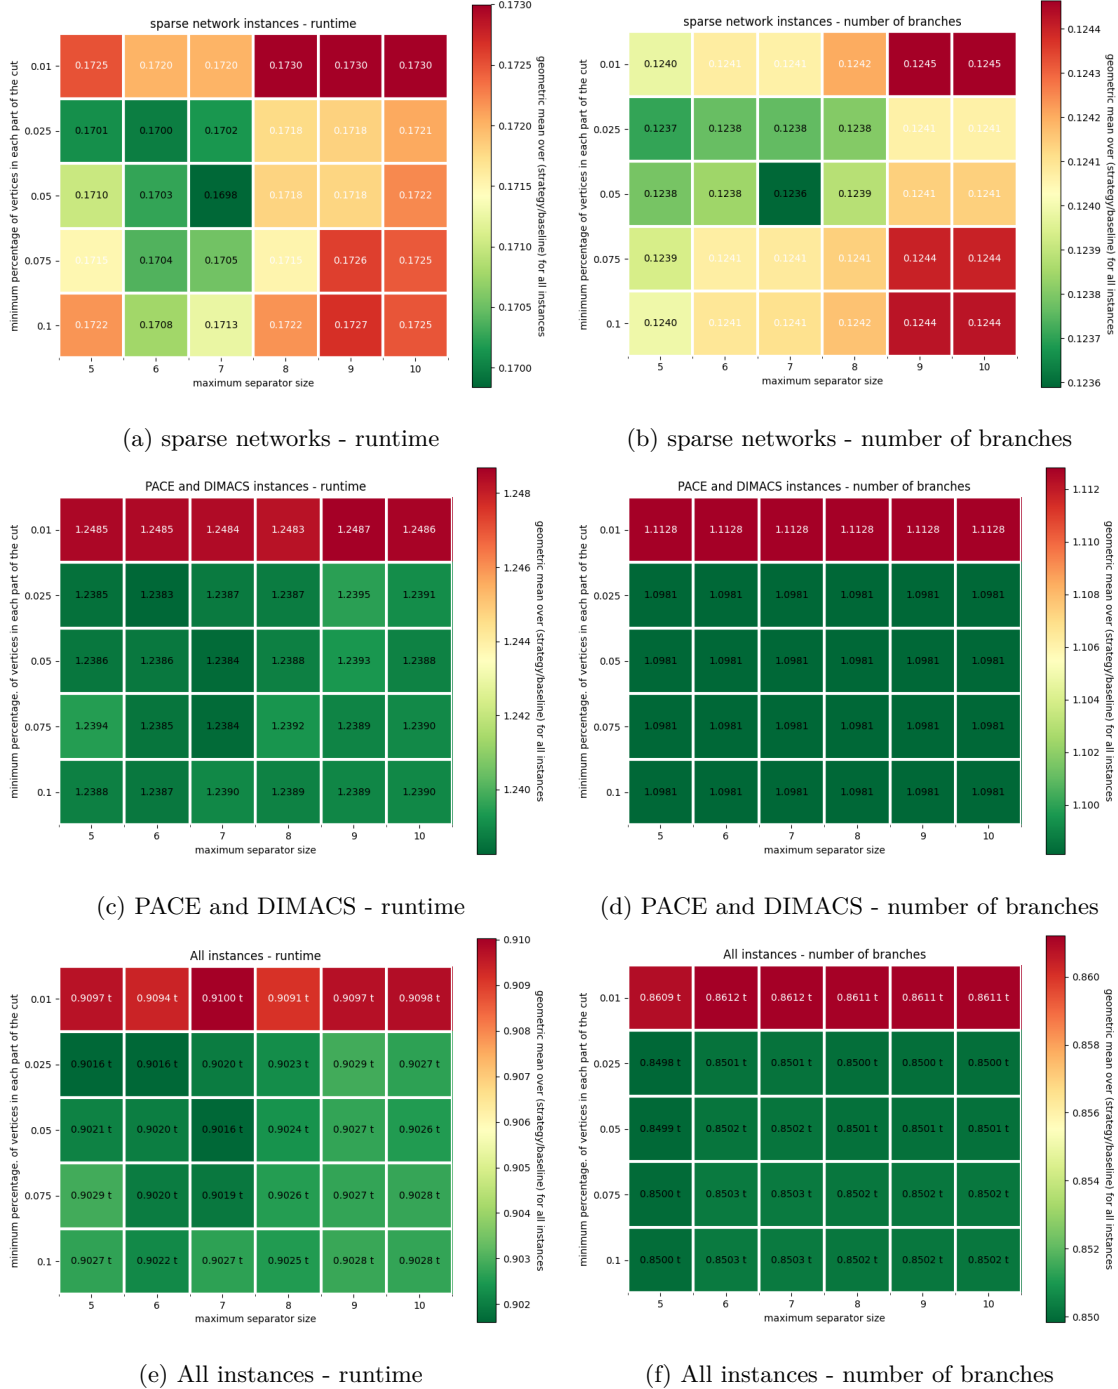 sparse network instances - runtime
minimum percentage of vertices in each part of the cut
0.01 0.1725 0.1720 0.1720 0.1730 0.1730 0.1730
0.025 0.1701 0.1700 0.1702 0.1718 0.1718 0.1721
0.05 0.1710 0.1703 0.1698 0.1718 0.1718 0.1722
0.075 0.1715 0.1704 0.1705 0.1715 0.1726 0.1725
0.1 0.1722 0.1708 0.1713 0.1722 0.1727 0.1725
5 6 7 8 9 10
maximum separator size
0.1730
0.1725
0.1720
0.1715
0.1710
0.1705
0.1700
geometric mean over (strategy/baseline) for all instances
sparse network instances - number of branches
minimum percentage of vertices in each part of the cut
0.01 0.1240 0.1241 0.1241 0.1242 0.1245 0.1245
0.025 0.1237 0.1238 0.1238 0.1238 0.1241 0.1241
0.05 0.1238 0.1238 0.1236 0.1239 0.1241 0.1241
0.075 0.1239 0.1241 0.1241 0.1241 0.1244 0.1244
0.1 0.1240 0.1241 0.1241 0.1242 0.1244 0.1244
5 6 7 8 9 10
maximum separator size
0.1244
0.1243
0.1242
0.1241
0.1240
0.1239
0.1238
0.1237
0.1236
geometric mean over (strategy/baseline) for all instances
(a) sparse networks - runtime
(b) sparse networks - number of branches
PACE and DIMACS instances - runtime
minimum percentage. of vertices in each part of the cut
0.01 1.2485 1.2485 1.2484 1.2483 1.2487 1.2486
0.025 1.2385 1.2383 1.2387 1.2387 1.2395 1.2391
0.05 1.2386 1.2386 1.2384 1.2388 1.2393 1.2388
0.075 1.2394 1.2385 1.2384 1.2392 1.2389 1.2390
0.1 1.2388 1.2387 1.2390 1.2389 1.2389 1.2390
5 6 7 8 9 10
maximum separator size
1.248
1.246
1.244
1.242
1.240
geometric mean over (strategy/baseline) for all instances
PACE and DIMACS instances - number of branches
minimum percentage. of vertices in each part of the cut
0.01 1.1128 1.1128 1.1128 1.1128 1.1128 1.1128
0.025 1.0981 1.0981 1.0981 1.0981 1.0981 1.0981
0.05 1.0981 1.0981 1.0981 1.0981 1.0981 1.0981
0.075 1.0981 1.0981 1.0981 1.0981 1.0981 1.0981
0.1 1.0981 1.0981 1.0981 1.0981 1.0981 1.0981
5 6 7 8 9 10
maximum separator size
1.112
1.110
1.108
1.106
1.104
1.102
1.100
geometric mean over (strategy/baseline) for all instances
(c) PACE and DIMACS - runtime
(d) PACE and DIMACS - number of branches
All instances - runtime
minimum percentage. of vertices in each part of the cut
0.01 0.9097 t 0.9094 t 0.9100 t 0.9091 t 0.9097 t 0.9098 t
0.025 0.9016 t 0.9016 t 0.9020 t 0.9023 t 0.9029 t 0.9027 t
0.05 0.9021 t 0.9020 t 0.9016 t 0.9024 t 0.9027 t 0.9026 t
0.075 0.9029 t 0.9020 t 0.9019 t 0.9026 t 0.9027 t 0.9028 t
0.1 0.9027 t 0.9022 t 0.9027 t 0.9025 t 0.9028 t 0.9028 t
5 6 7 8 9 10
maximum separator size
0.910
0.909
0.908
0.907
0.906
0.905
0.904
0.903
0.902
geometric mean over (strategy/baseline) for all instances
All instances - number of branches
minimum percentage. of vertices in each part of the cut
0.01 0.8609 t 0.8612 t 0.8612 t 0.8611 t 0.8611 t 0.8611 t
0.025 0.8498 t 0.8501 t 0.8501 t 0.8500 t 0.8500 t 0.8500 t
0.05 0.8499 t 0.8502 t 0.8502 t 0.8501 t 0.8501 t 0.8501 t
0.075 0.8500 t 0.8503 t 0.8503 t 0.8502 t 0.8502 t 0.8502 t
0.1 0.8500 t 0.8503 t 0.8503 t 0.8502 t 0.8502 t 0.8502 t
5 6 7 8 9 10
maximum separator size
0.860
0.858
0.856
0.854
0.852
0.850
geometric mean over (strategy/baseline) for all instances
(e) All instances - runtime
(f) All instances - number of branches